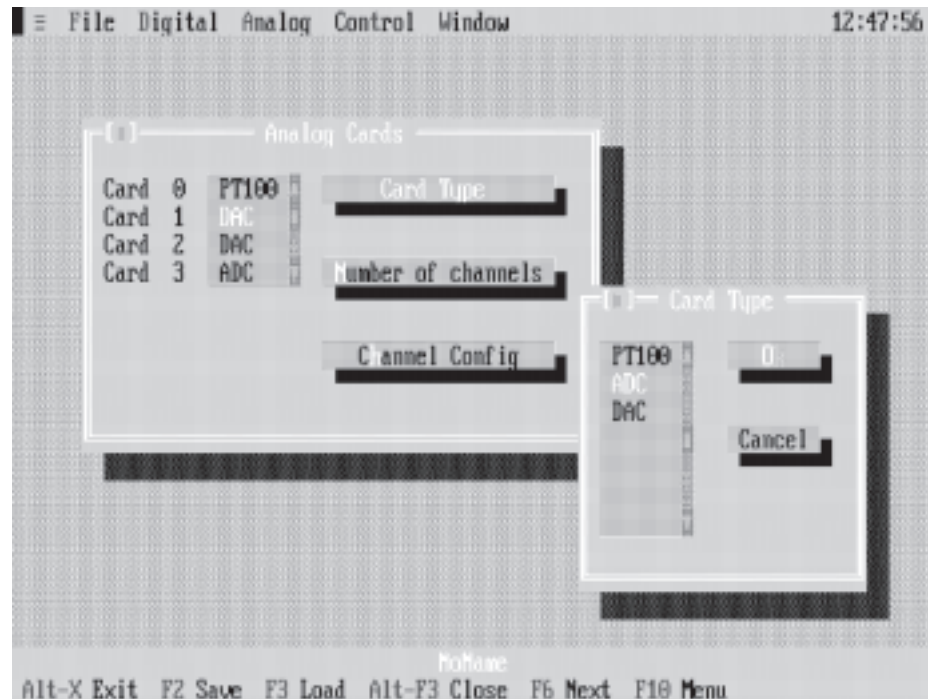 ≡ File Digital Analog Control Window 12:47:56
Analog Cards
Card 0 PT100
Card 1 DAC
Card 2 DAC
Card 3 ADC
Card Type
Number of channels
Channel Config
Card Type
PT100
ADC
DAC
Cancel
NoName
Alt-X Exit F2 Save F3 Load Alt-F3 Close F6 Next F10 Menu